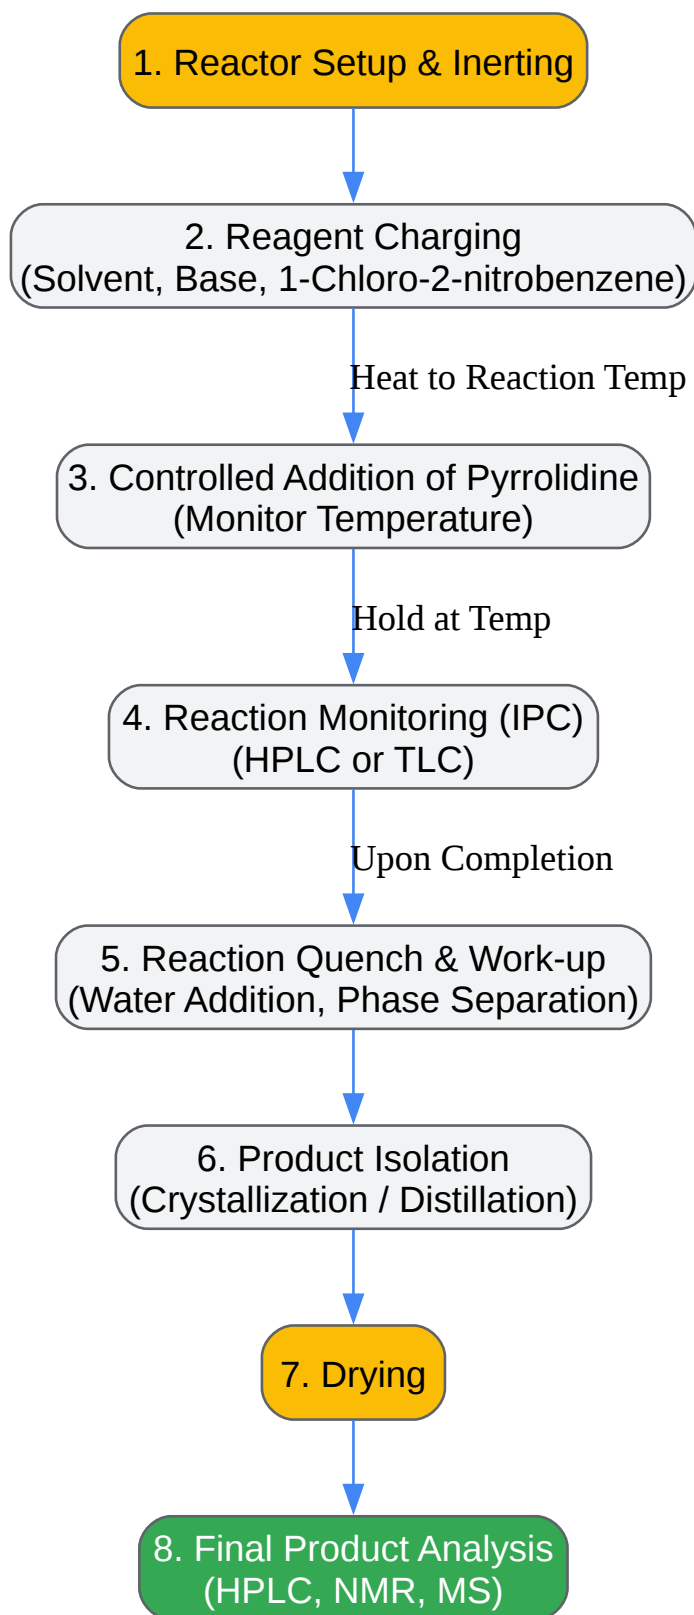 1. Reactor Setup & Inerting
2. Reagent Charging
(Solvent, Base, 1-Chloro-2-nitrobenzene)
Heat to Reaction Temp
3. Controlled Addition of Pyrrolidine
(Monitor Temperature)
Hold at Temp
4. Reaction Monitoring (IPC)
(HPLC or TLC)
Upon Completion
5. Reaction Quench & Work-up
(Water Addition, Phase Separation)
6. Product Isolation
(Crystallization / Distillation)
7. Drying
8. Final Product Analysis
(HPLC, NMR, MS)